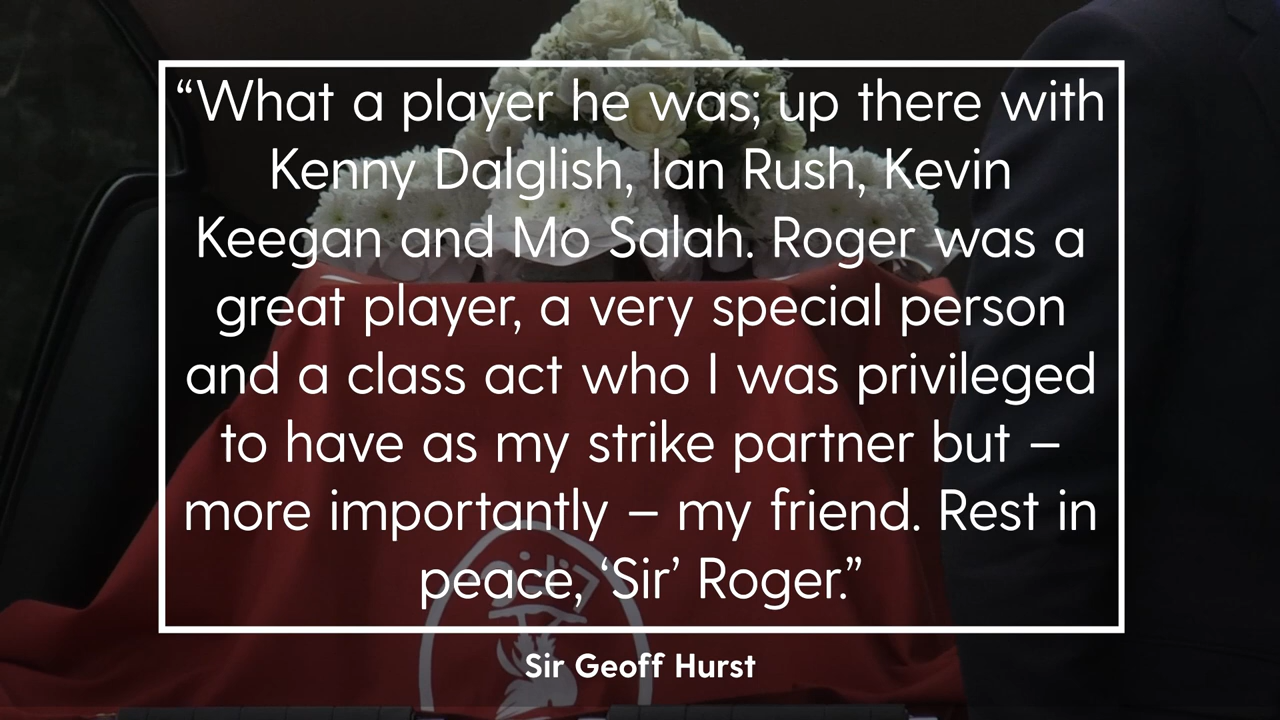 “What a player he was; up there with
Kenny Dalglish, Ian Rush, Kevin
Keegan and Mo Salah. Roger was a
great player, a very special person
and a class act who I was privileged
to have as my strike partner but –
more importantly – my friend. Rest in
peace, ‘Sir’ Roger.”
Sir Geoff Hurst